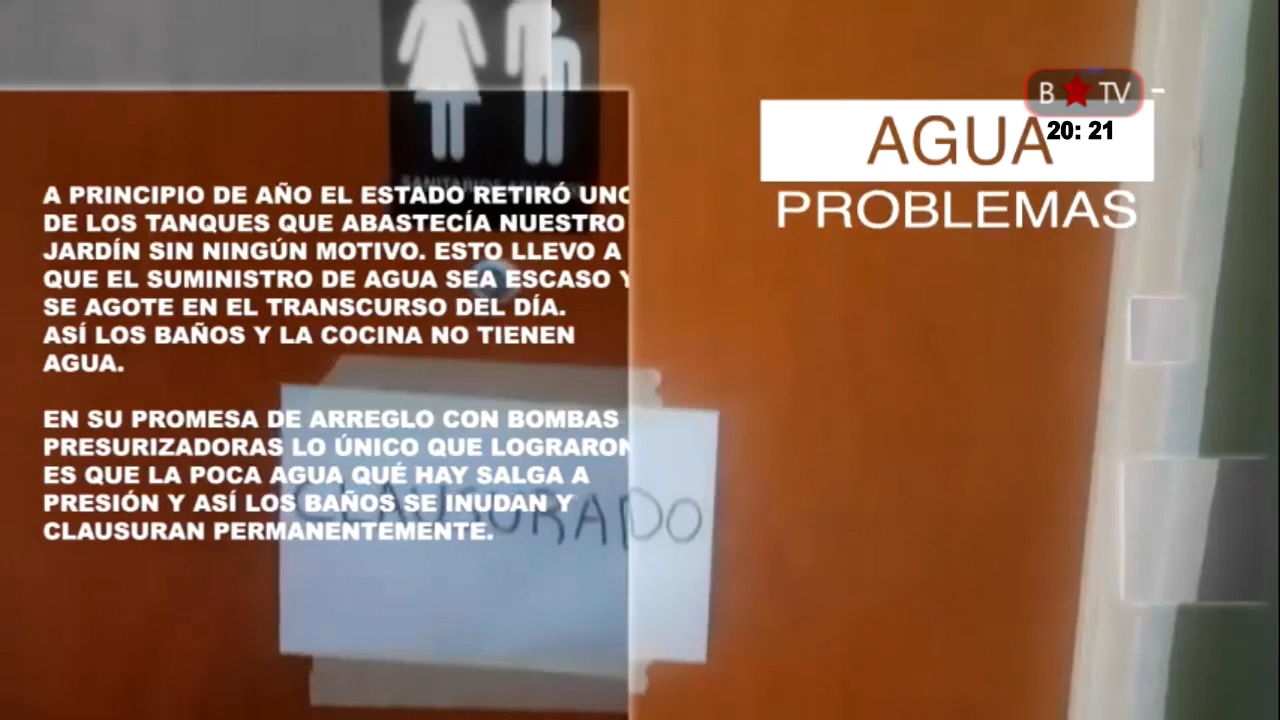 B TV
20: 21
AGUA
PROBLEMAS
A PRINCIPIO DE AÑO EL ESTADO RETIRÓ UNO
DE LOS TANQUES QUE ABASTECÍA NUESTRO
JARDÍN SIN NINGÚN MOTIVO. ESTO LLEVO A
QUE EL SUMINISTRO DE AGUA SEA ESCASO Y
SE AGOTE EN EL TRANSCURSO DEL DÍA.
ASÍ LOS BAÑOS Y LA COCINA NO TIENEN
AGUA.
EN SU PROMESA DE ARREGLO CON BOMBAS
PRESURIZADORAS LO ÚNICO QUE LOGRARON
ES QUE LA POCA AGUA QUÉ HAY SALGA A
PRESIÓN Y ASÍ LOS BAÑOS SE INUDAN Y
CLAUSURAN PERMANENTEMENTE.
CLAUSURADO